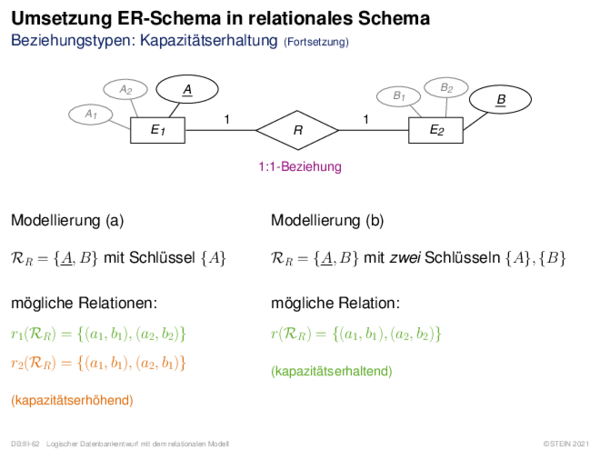 Umsetzung ER-Schema in relationales Schema
Beziehungstypen: Kapazitätserhaltung (Fortsetzung)
A₁ A₂ A B₁ B₂ B
E₁ 1 R 1 E₂
1:1-Beziehung
Modellierung (a) Modellierung (b)
ℛ_R = {A, B} mit Schlüssel {A} ℛ_R = {A, B} mit zwei Schlüsseln {A}, {B}
mögliche Relationen: mögliche Relation:
r₁(ℛ_R) = {(a₁, b₁), (a₂, b₂)} r(ℛ_R) = {(a₁, b₁), (a₂, b₂)}
r₂(ℛ_R) = {(a₁, b₁), (a₂, b₁)}
(kapazitätserhöhend) (kapazitätserhaltend)
DB:III-62 Logischer Datenbankentwurf mit dem relationalen Modell ©STEIN 2021